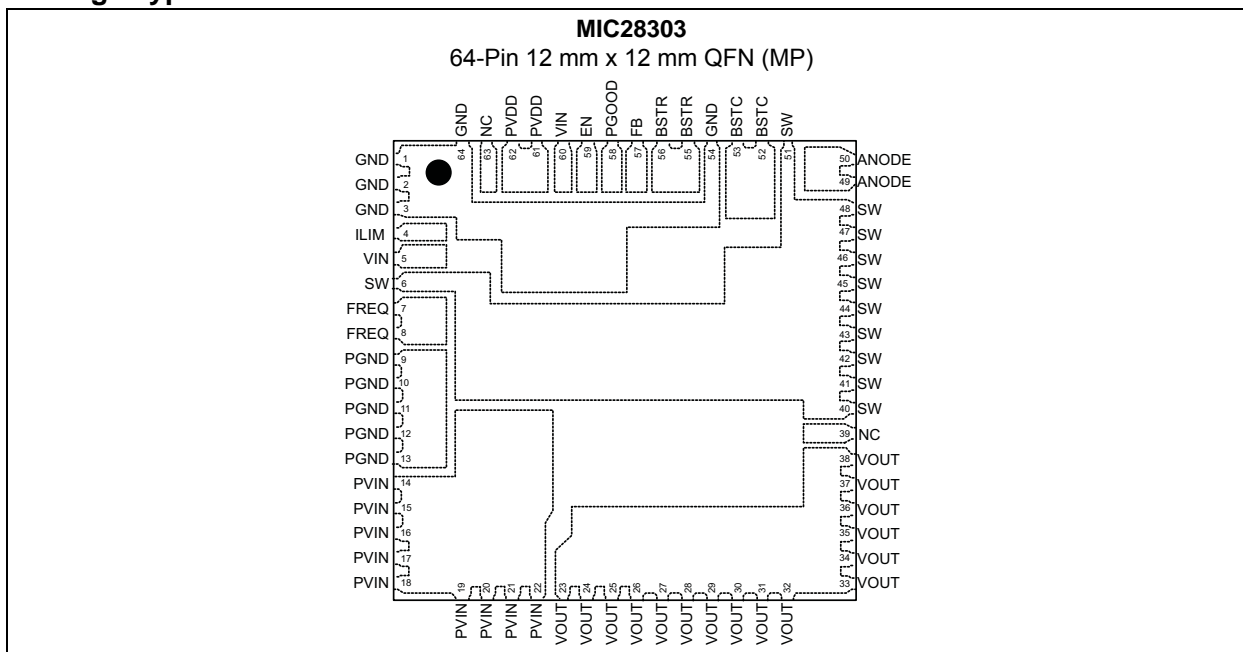 MIC28303
64-Pin 12 mm x 12 mm QFN (MP)
GND
NC
PVDD
PVDD
VIN
EN
PGOOD
FB
BSTR
BSTR
GND
BSTC
BSTC
SW
64
63
62
61
60
59
58
57
56
55
54
53
52
51
GND 1
GND 2
GND 3
ILIM 4
VIN 5
SW 6
FREQ 7
FREQ 8
PGND 9
PGND 10
PGND 11
PGND 12
PGND 13
PVIN 14
PVIN 15
PVIN 16
PVIN 17
PVIN 18
50 ANODE
49 ANODE
48 SW
47 SW
46 SW
45 SW
44 SW
43 SW
42 SW
41 SW
40 SW
39 NC
38 VOUT
37 VOUT
36 VOUT
35 VOUT
34 VOUT
33 VOUT
19
20
21
22
23
24
25
26
27
28
29
30
31
32
PVIN
PVIN
PVIN
PVIN
VOUT
VOUT
VOUT
VOUT
VOUT
VOUT
VOUT
VOUT
VOUT
VOUT